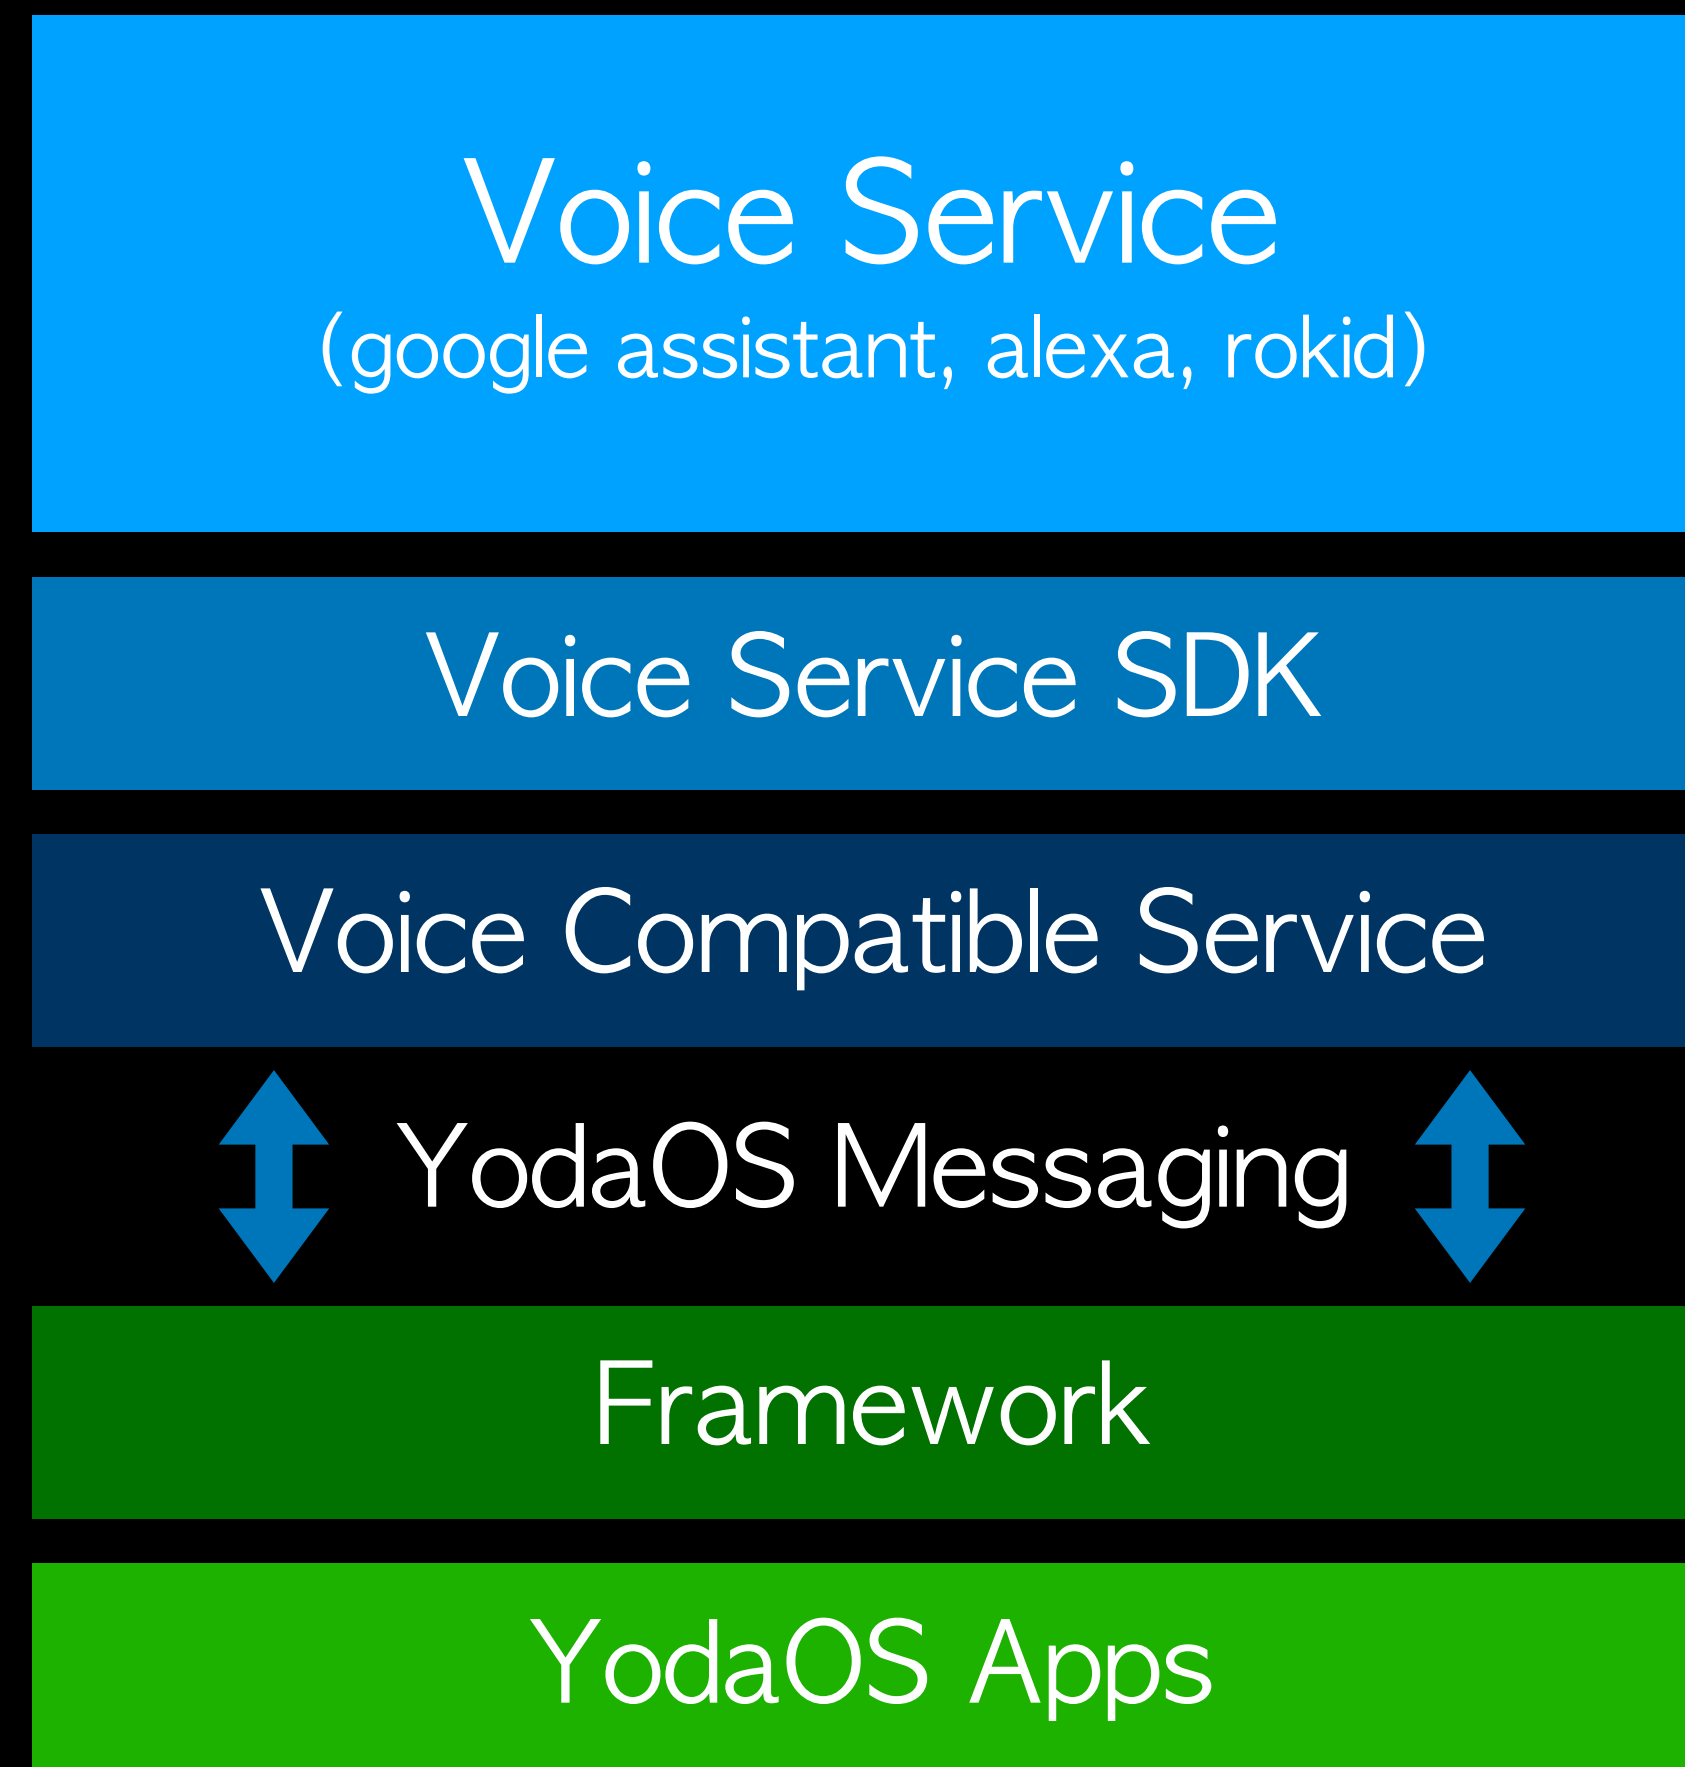 Voice Service
(google assistant, alexa, rokid)
Voice Service SDK
Voice Compatible Service
YodaOS Messaging
Framework
YodaOS Apps